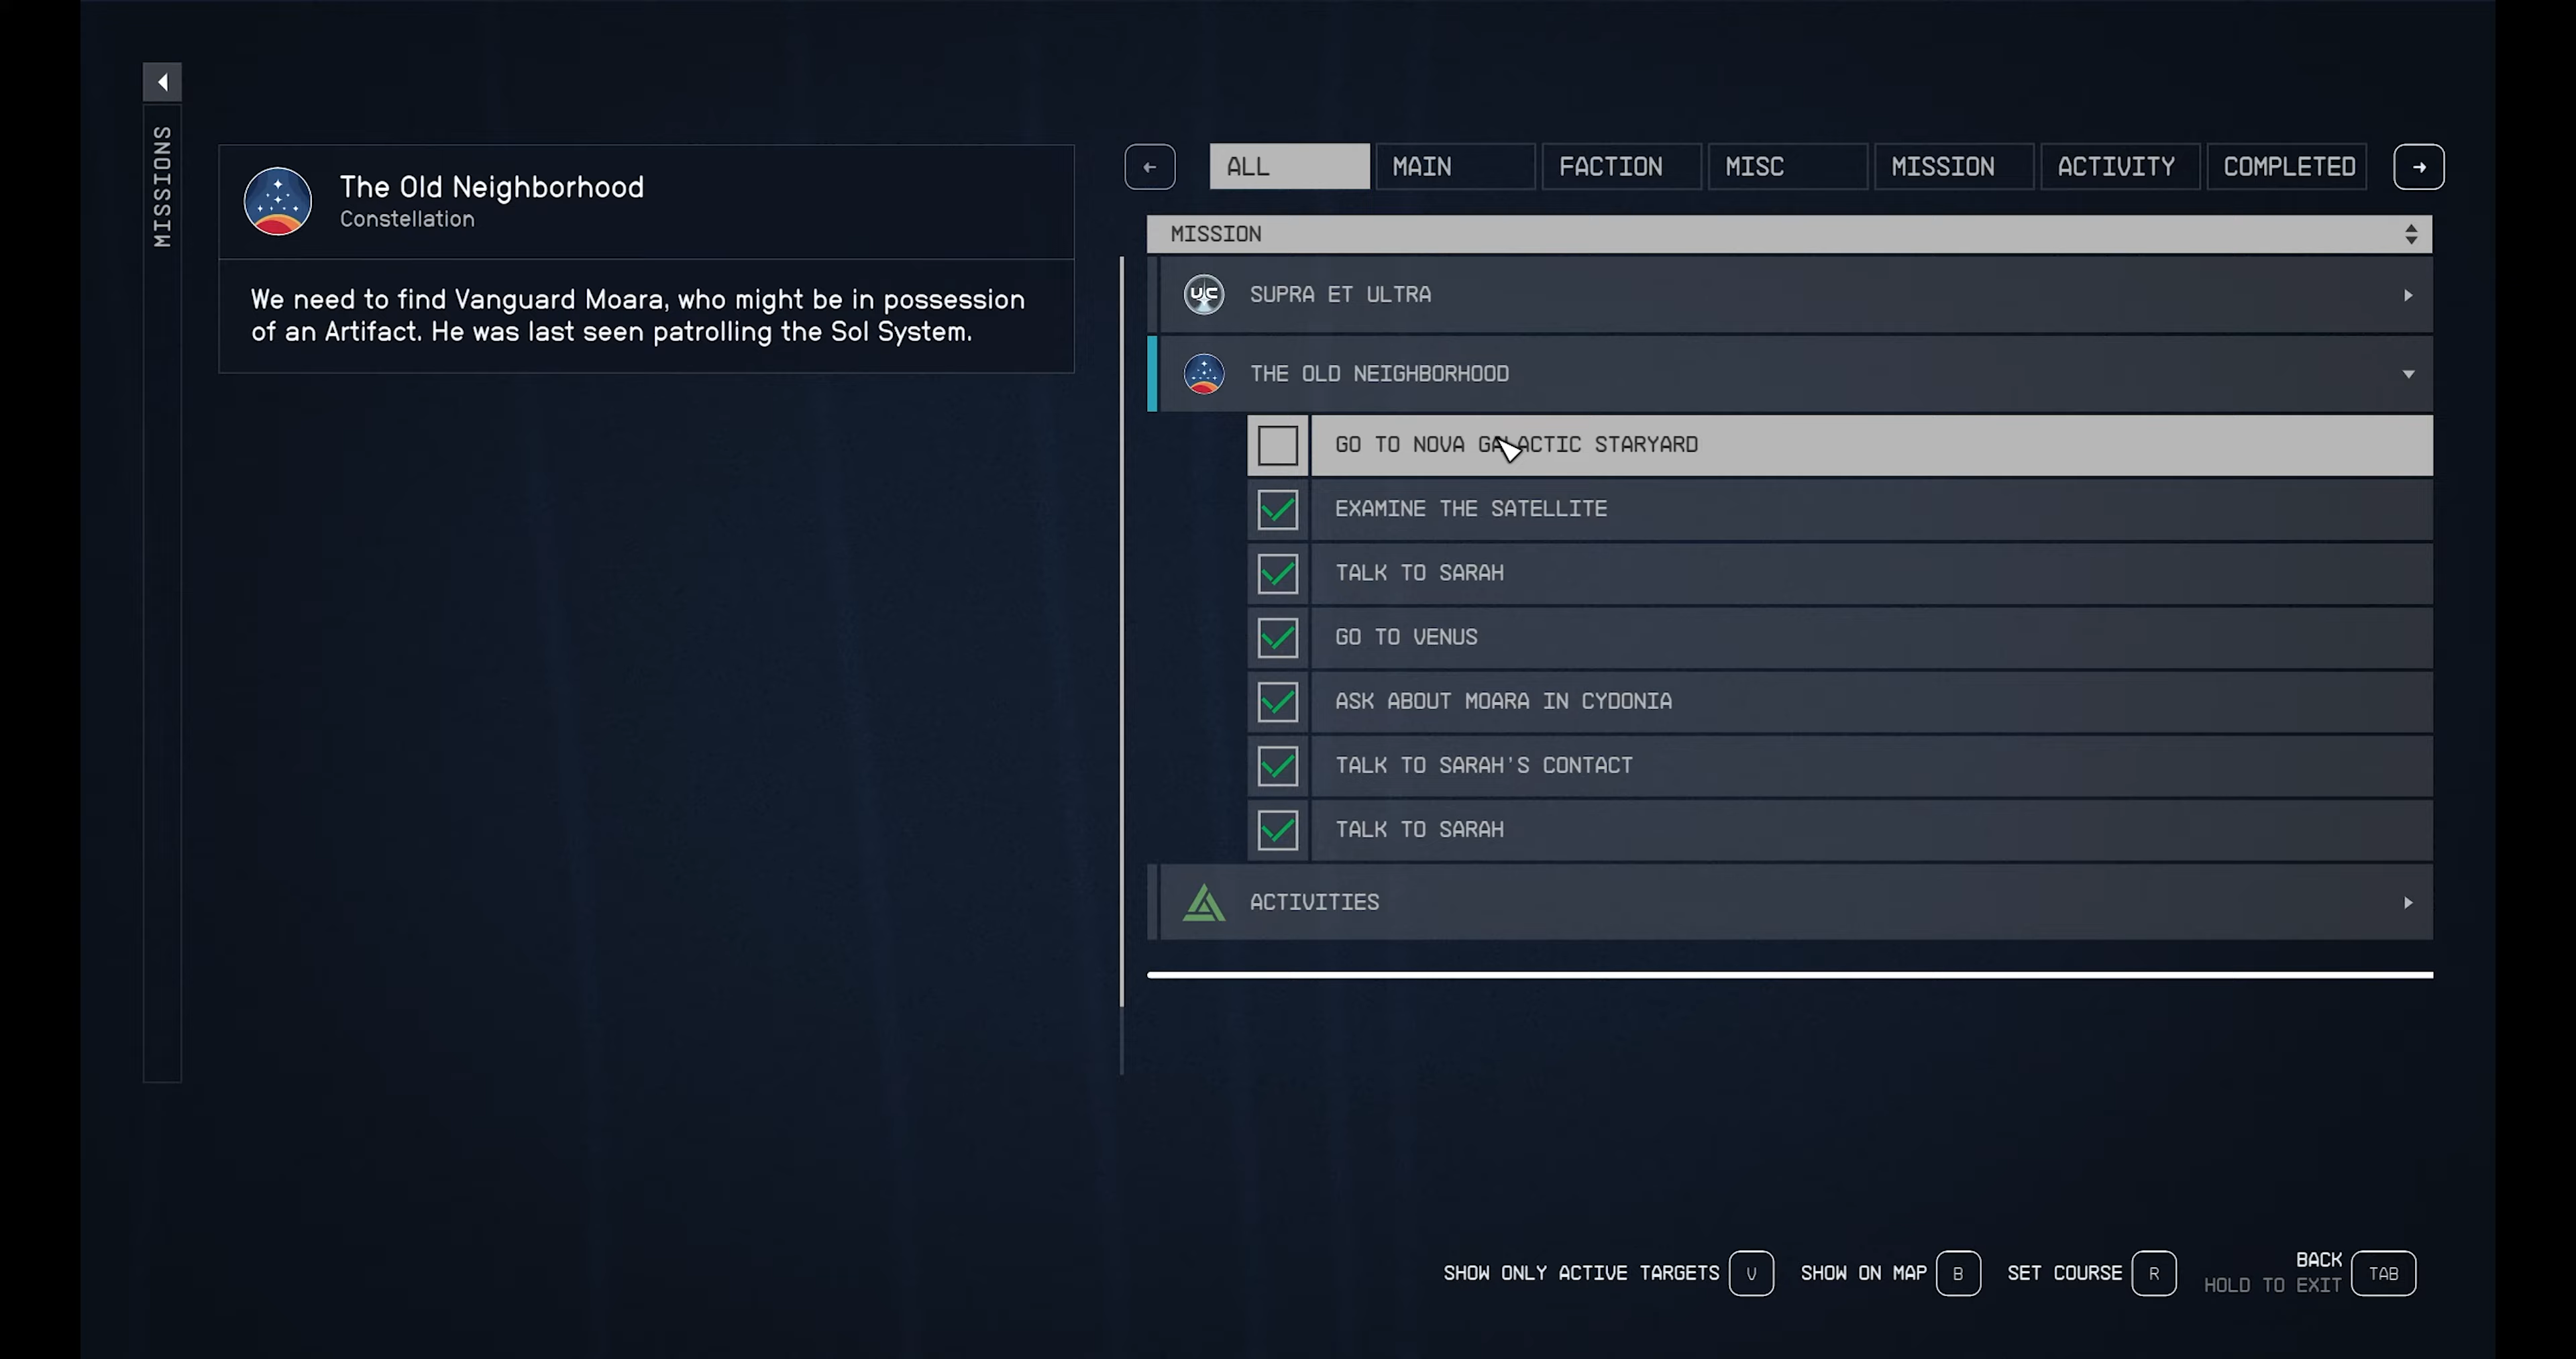 MISSIONS
The Old Neighborhood
Constellation
We need to find Vanguard Moara, who might be in possession
of an Artifact. He was last seen patrolling the Sol System.
ALL MAIN FACTION MISC MISSION ACTIVITY COMPLETED
MISSION
UC
SUPRA ET ULTRA
THE OLD NEIGHBORHOOD
GO TO NOVA GALACTIC STARYARD
EXAMINE THE SATELLITE
TALK TO SARAH
GO TO VENUS
ASK ABOUT MOARA IN CYDONIA
TALK TO SARAH'S CONTACT
TALK TO SARAH
ACTIVITIES
SHOW ONLY ACTIVE TARGETS V SHOW ON MAP B SET COURSE R BACK TAB
HOLD TO EXIT